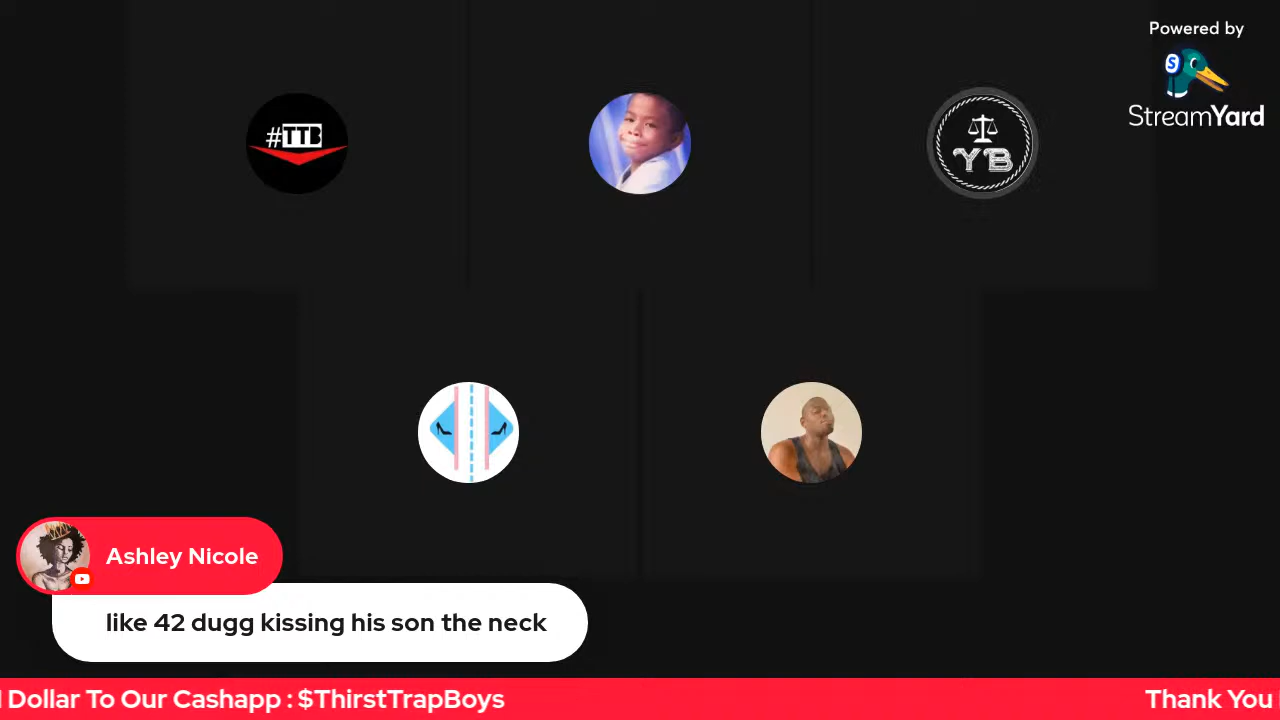 Powered by
StreamYard
#TTB
YB
Ashley Nicole
like 42 dugg kissing his son the neck
Dollar To Our Cashapp : $ThirstTrapBoys
Thank You